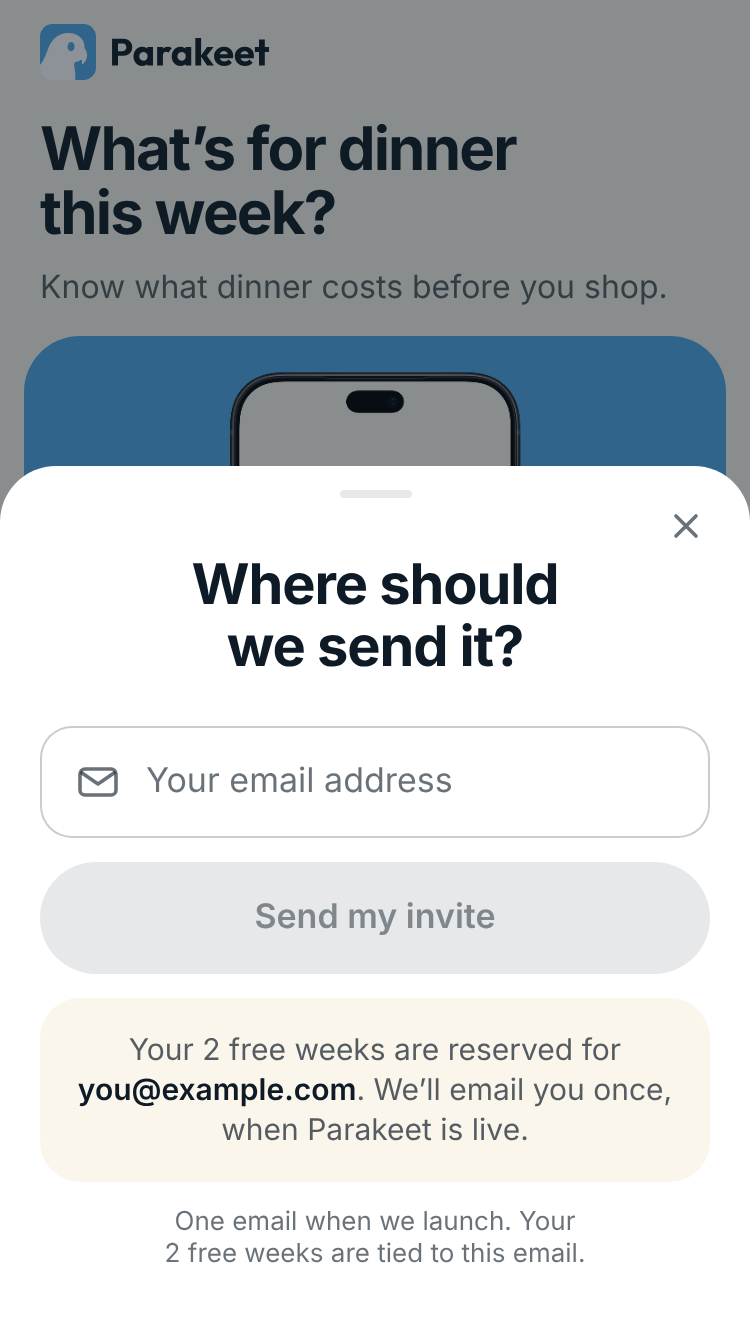 Parakeet
What’s for dinner
this week?
Know what dinner costs before you shop.
Where should
we send it?
Your email address
Send my invite
Your 2 free weeks are reserved for
you@example.com. We’ll email you once,
when Parakeet is live.
One email when we launch. Your
2 free weeks are tied to this email.